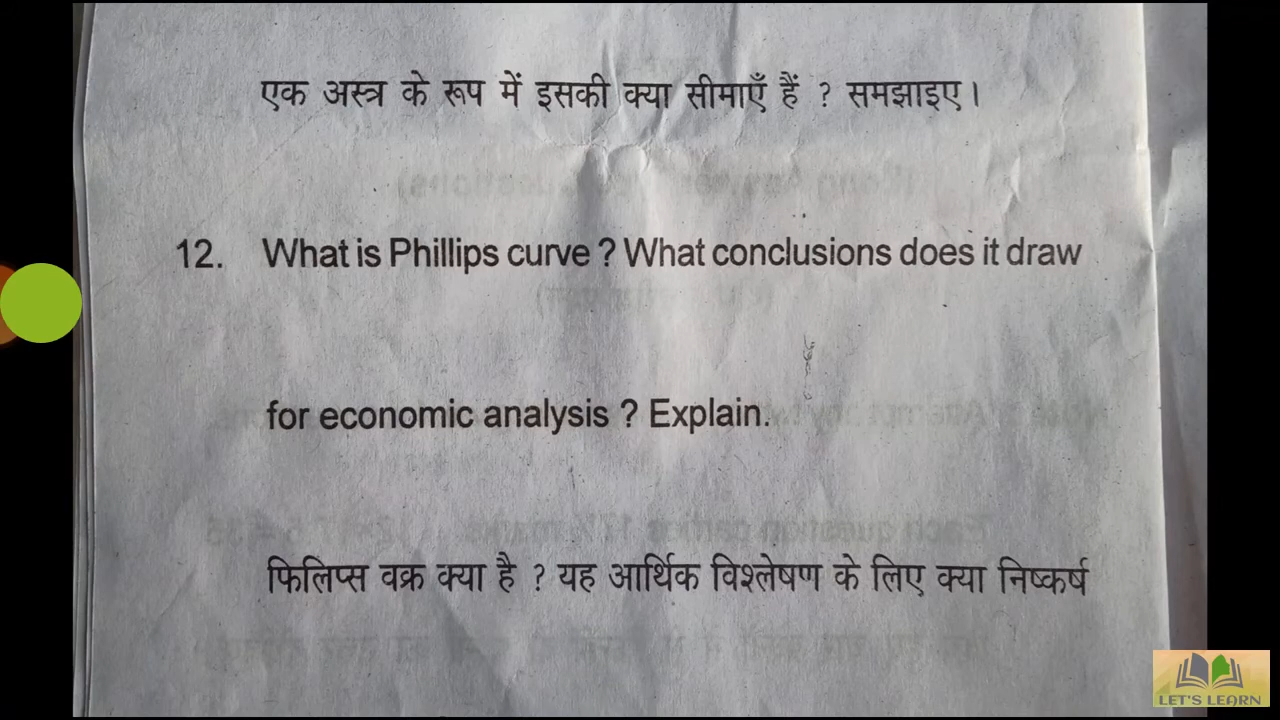 एक अस्त्र के रूप में इसकी क्या सीमाएँ हैं ? समझाइए।
12. What is Phillips curve ? What conclusions does it draw
for economic analysis ? Explain.
फिलिप्स वक्र क्या है ? यह आर्थिक विश्लेषण के लिए क्या निष्कर्ष
LET'S LEARN